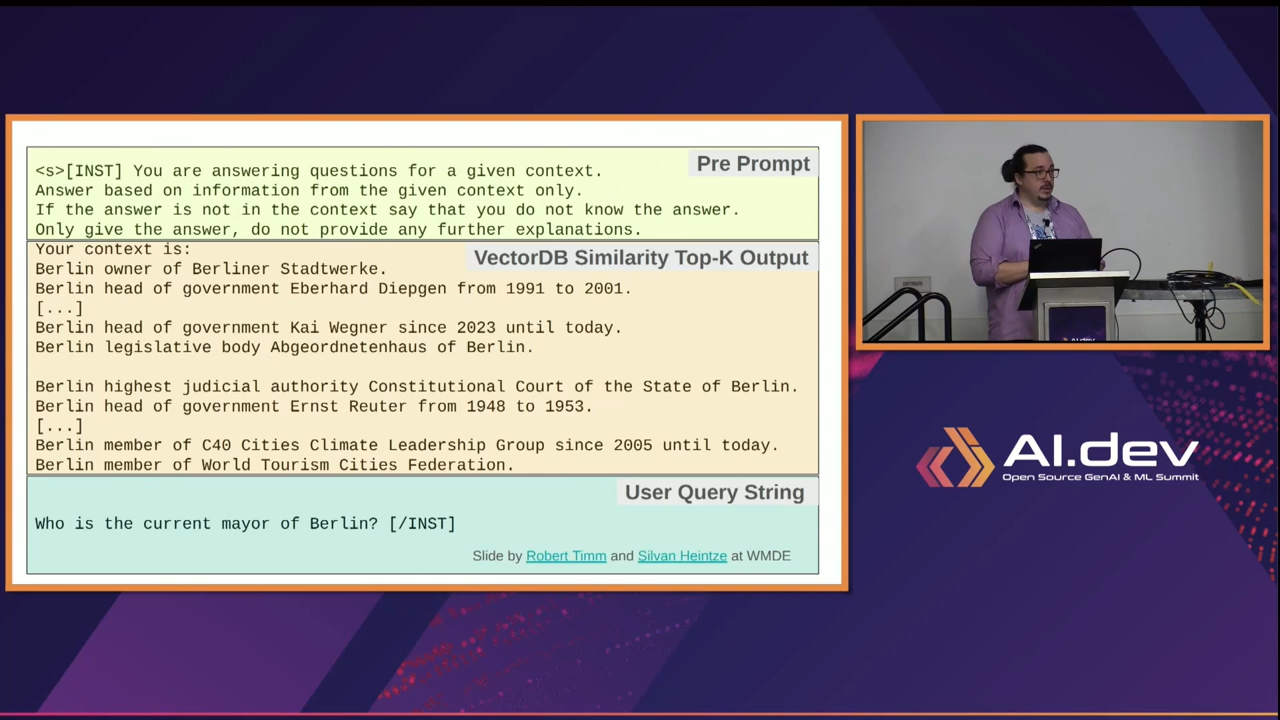 Pre Prompt
<s>[INST] You are answering questions for a given context.
Answer based on information from the given context only.
If the answer is not in the context say that you do not know the answer.
Only give the answer, do not provide any further explanations.
VectorDB Similarity Top-K Output
Your context is:
Berlin owner of Berliner Stadtwerke.
Berlin head of government Eberhard Diepgen from 1991 to 2001.
[...]
Berlin head of government Kai Wegner since 2023 until today.
Berlin legislative body Abgeordnetenhaus of Berlin.
Berlin highest judicial authority Constitutional Court of the State of Berlin.
Berlin head of government Ernst Reuter from 1948 to 1953.
[...]
Berlin member of C40 Cities Climate Leadership Group since 2005 until today.
Berlin member of World Tourism Cities Federation.
User Query String
Who is the current mayor of Berlin? [/INST]
Slide by Robert Timm and Silvan Heintze at WMDE
AI.dev
Open Source GenAI & ML Summit